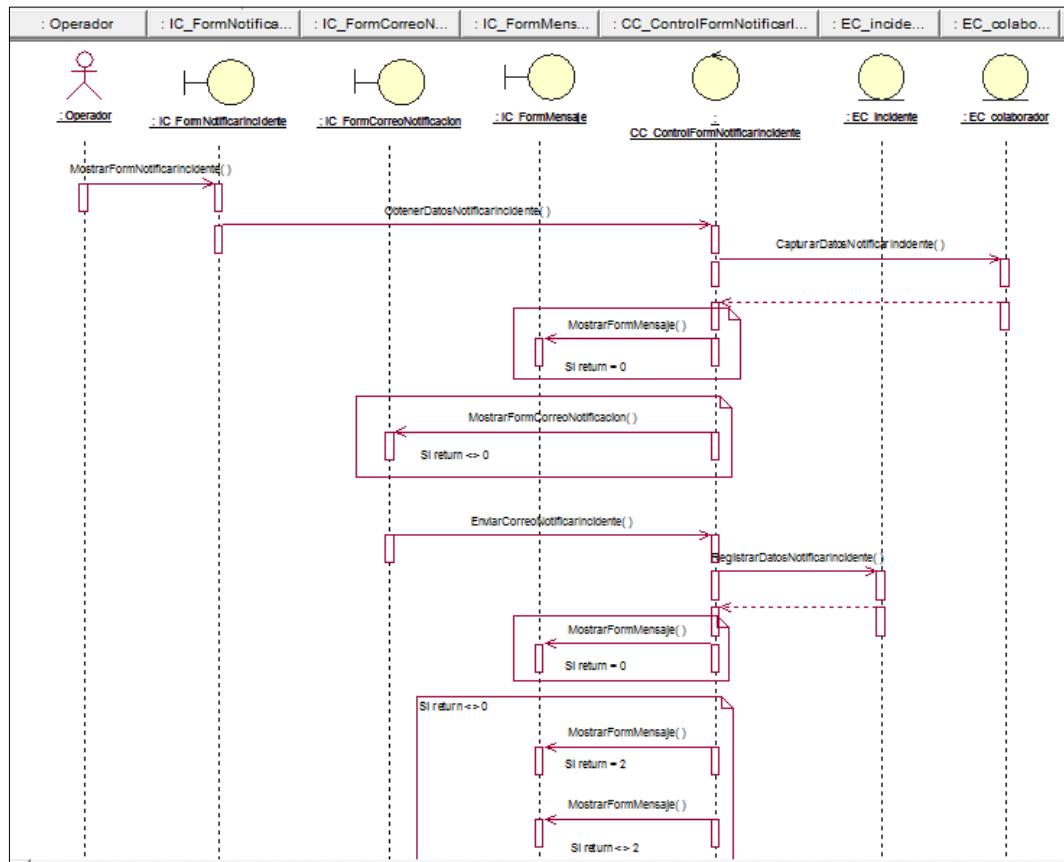 : Operador
: IC_FormNotifica...
: IC_FormCorreoN...
: IC_FormMens...
: CC_ControlFormNotificarI...
: EC_incide...
: EC_colabo...
: Operador
: IC_FormNotificarIncidente
: IC_FormCorreoNotificacion
: IC_FormMensaje
:
CC_ControlFormNotificarIncidente
: EC_Incidente
: EC_colaborador
MostrarFormNotificarIncidente( )
ObtenerDatosNotificarIncidente( )
CapturarDatosNotificarIncidente( )
MostrarFormMensaje( )
Si return = 0
MostrarFormCorreoNotificacion( )
Si return <> 0
EnviarCorreoNotificarIncidente( )
RegistrarDatosNotificarIncidente( )
MostrarFormMensaje( )
Si return = 0
Si return <> 0
MostrarFormMensaje( )
Si return = 2
MostrarFormMensaje( )
Si return <> 2